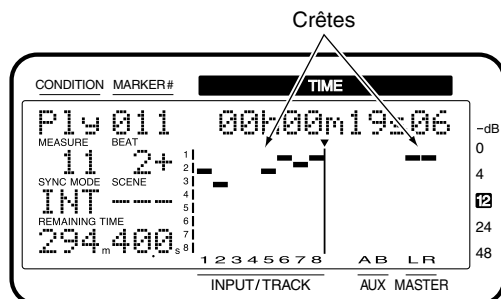 Crêtes
CONDITION MARKER# TIME
Ply 011 00h00m19s06
MEASURE BEAT
11 2+
SYNC MODE SCENE
INT ---
REMAINING TIME
294m400s
1
2
3
4
5
6
7
8
1 2 3 4 5 6 7 8 A B L R
INPUT/TRACK AUX MASTER
-dB
0
4
12
24
48